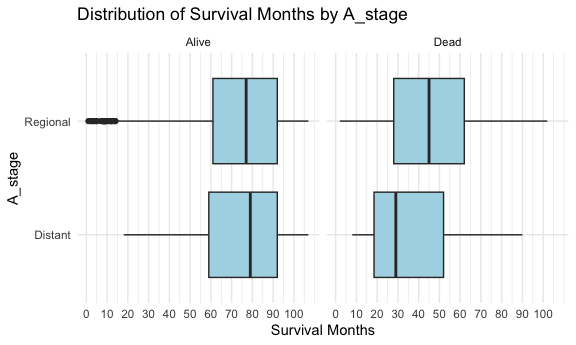 Distribution of Survival Months by A_stage
Alive Dead
Regional
Distant
A_stage
0 10 20 30 40 50 60 70 80 90 100 0 10 20 30 40 50 60 70 80 90 100
Survival Months